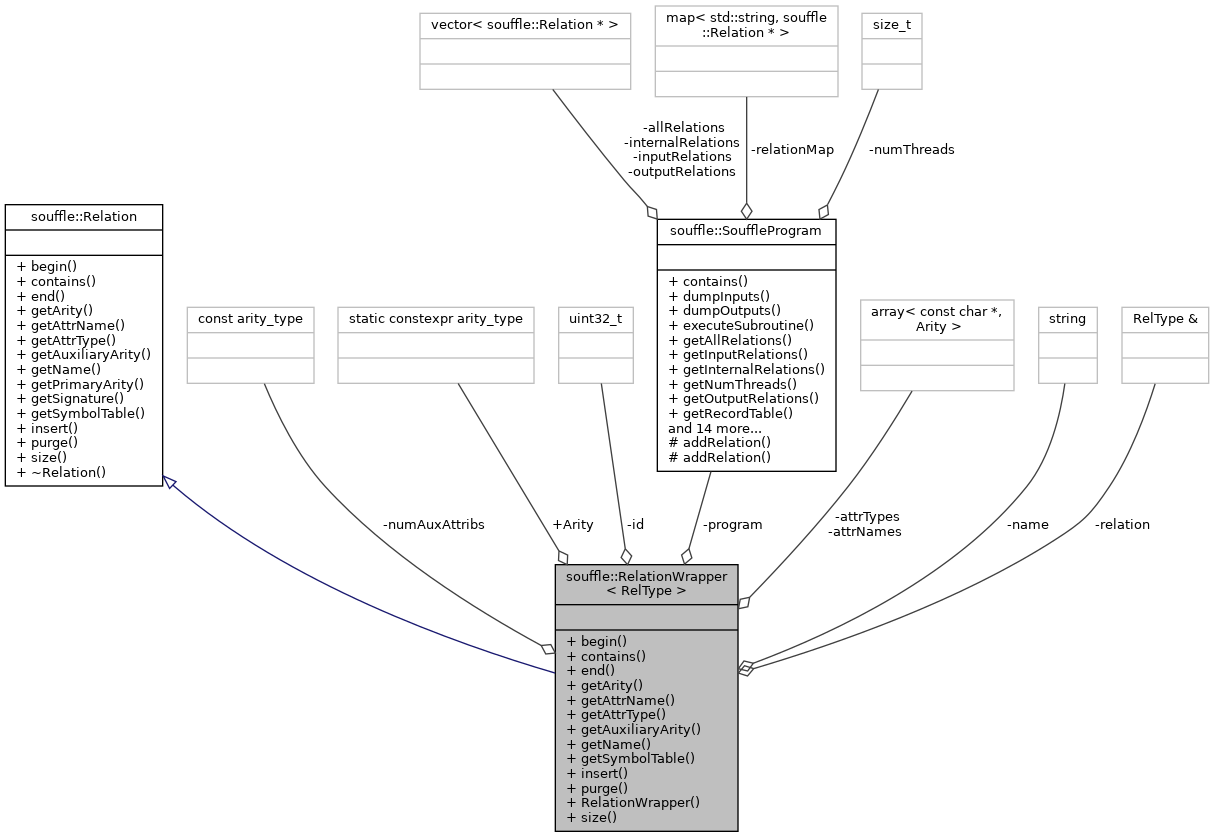 vector< souffle::Relation * >
map< std::string, souffle
::Relation * >
size_t
-allRelations
-internalRelations
-inputRelations
-outputRelations
-relationMap
-numThreads
souffle::Relation
+ begin()
+ contains()
+ end()
+ getArity()
+ getAttrName()
+ getAttrType()
+ getAuxiliaryArity()
+ getName()
+ getPrimaryArity()
+ getSignature()
+ getSymbolTable()
+ insert()
+ purge()
+ size()
+ ~Relation()
const arity_type
static constexpr arity_type
uint32_t
souffle::SouffleProgram
+ contains()
+ dumpInputs()
+ dumpOutputs()
+ executeSubroutine()
+ getAllRelations()
+ getInputRelations()
+ getInternalRelations()
+ getNumThreads()
+ getOutputRelations()
+ getRecordTable()
and 14 more...
# addRelation()
# addRelation()
array< const char *,
Arity >
string
RelType &
-numAuxAttribs
+Arity
-id
-program
-attrTypes
-attrNames
-name
-relation
souffle::RelationWrapper
< RelType >
+ begin()
+ contains()
+ end()
+ getArity()
+ getAttrName()
+ getAttrType()
+ getAuxiliaryArity()
+ getName()
+ getSymbolTable()
+ insert()
+ purge()
+ RelationWrapper()
+ size()